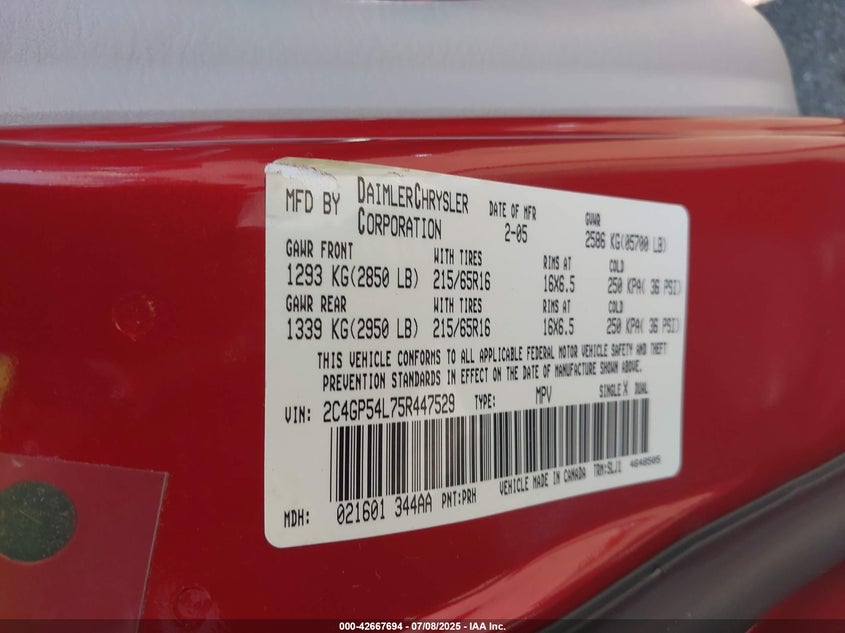 MFD BY DAIMLERCHRYSLER CORPORATION DATE OF MFR 2-05 GVWR 2586 KG(05700 LB)
GAWR FRONT WITH TIRES RIMS AT COLD
1293 KG(2850 LB) 215/65R16 16X6.5 250 KPA( 36 PSI)
GAWR REAR WITH TIRES RIMS AT COLD
1339 KG(2950 LB) 215/65R16 16X6.5 250 KPA( 36 PSI)
THIS VEHICLE CONFORMS TO ALL APPLICABLE FEDERAL MOTOR VEHICLE SAFETY AND THEFT
PREVENTION STANDARDS IN EFFECT ON THE DATE OF MANUFACTURE SHOWN ABOVE.
VIN: 2C4GP54L75R447529 TYPE: MPV SINGLE X DUAL
MDH: 021601 344AA PNT:PRH VEHICLE MADE IN CANADA TRM:SLJ1 4648505
000-42667694 - 07/08/2025 - IAA Inc.